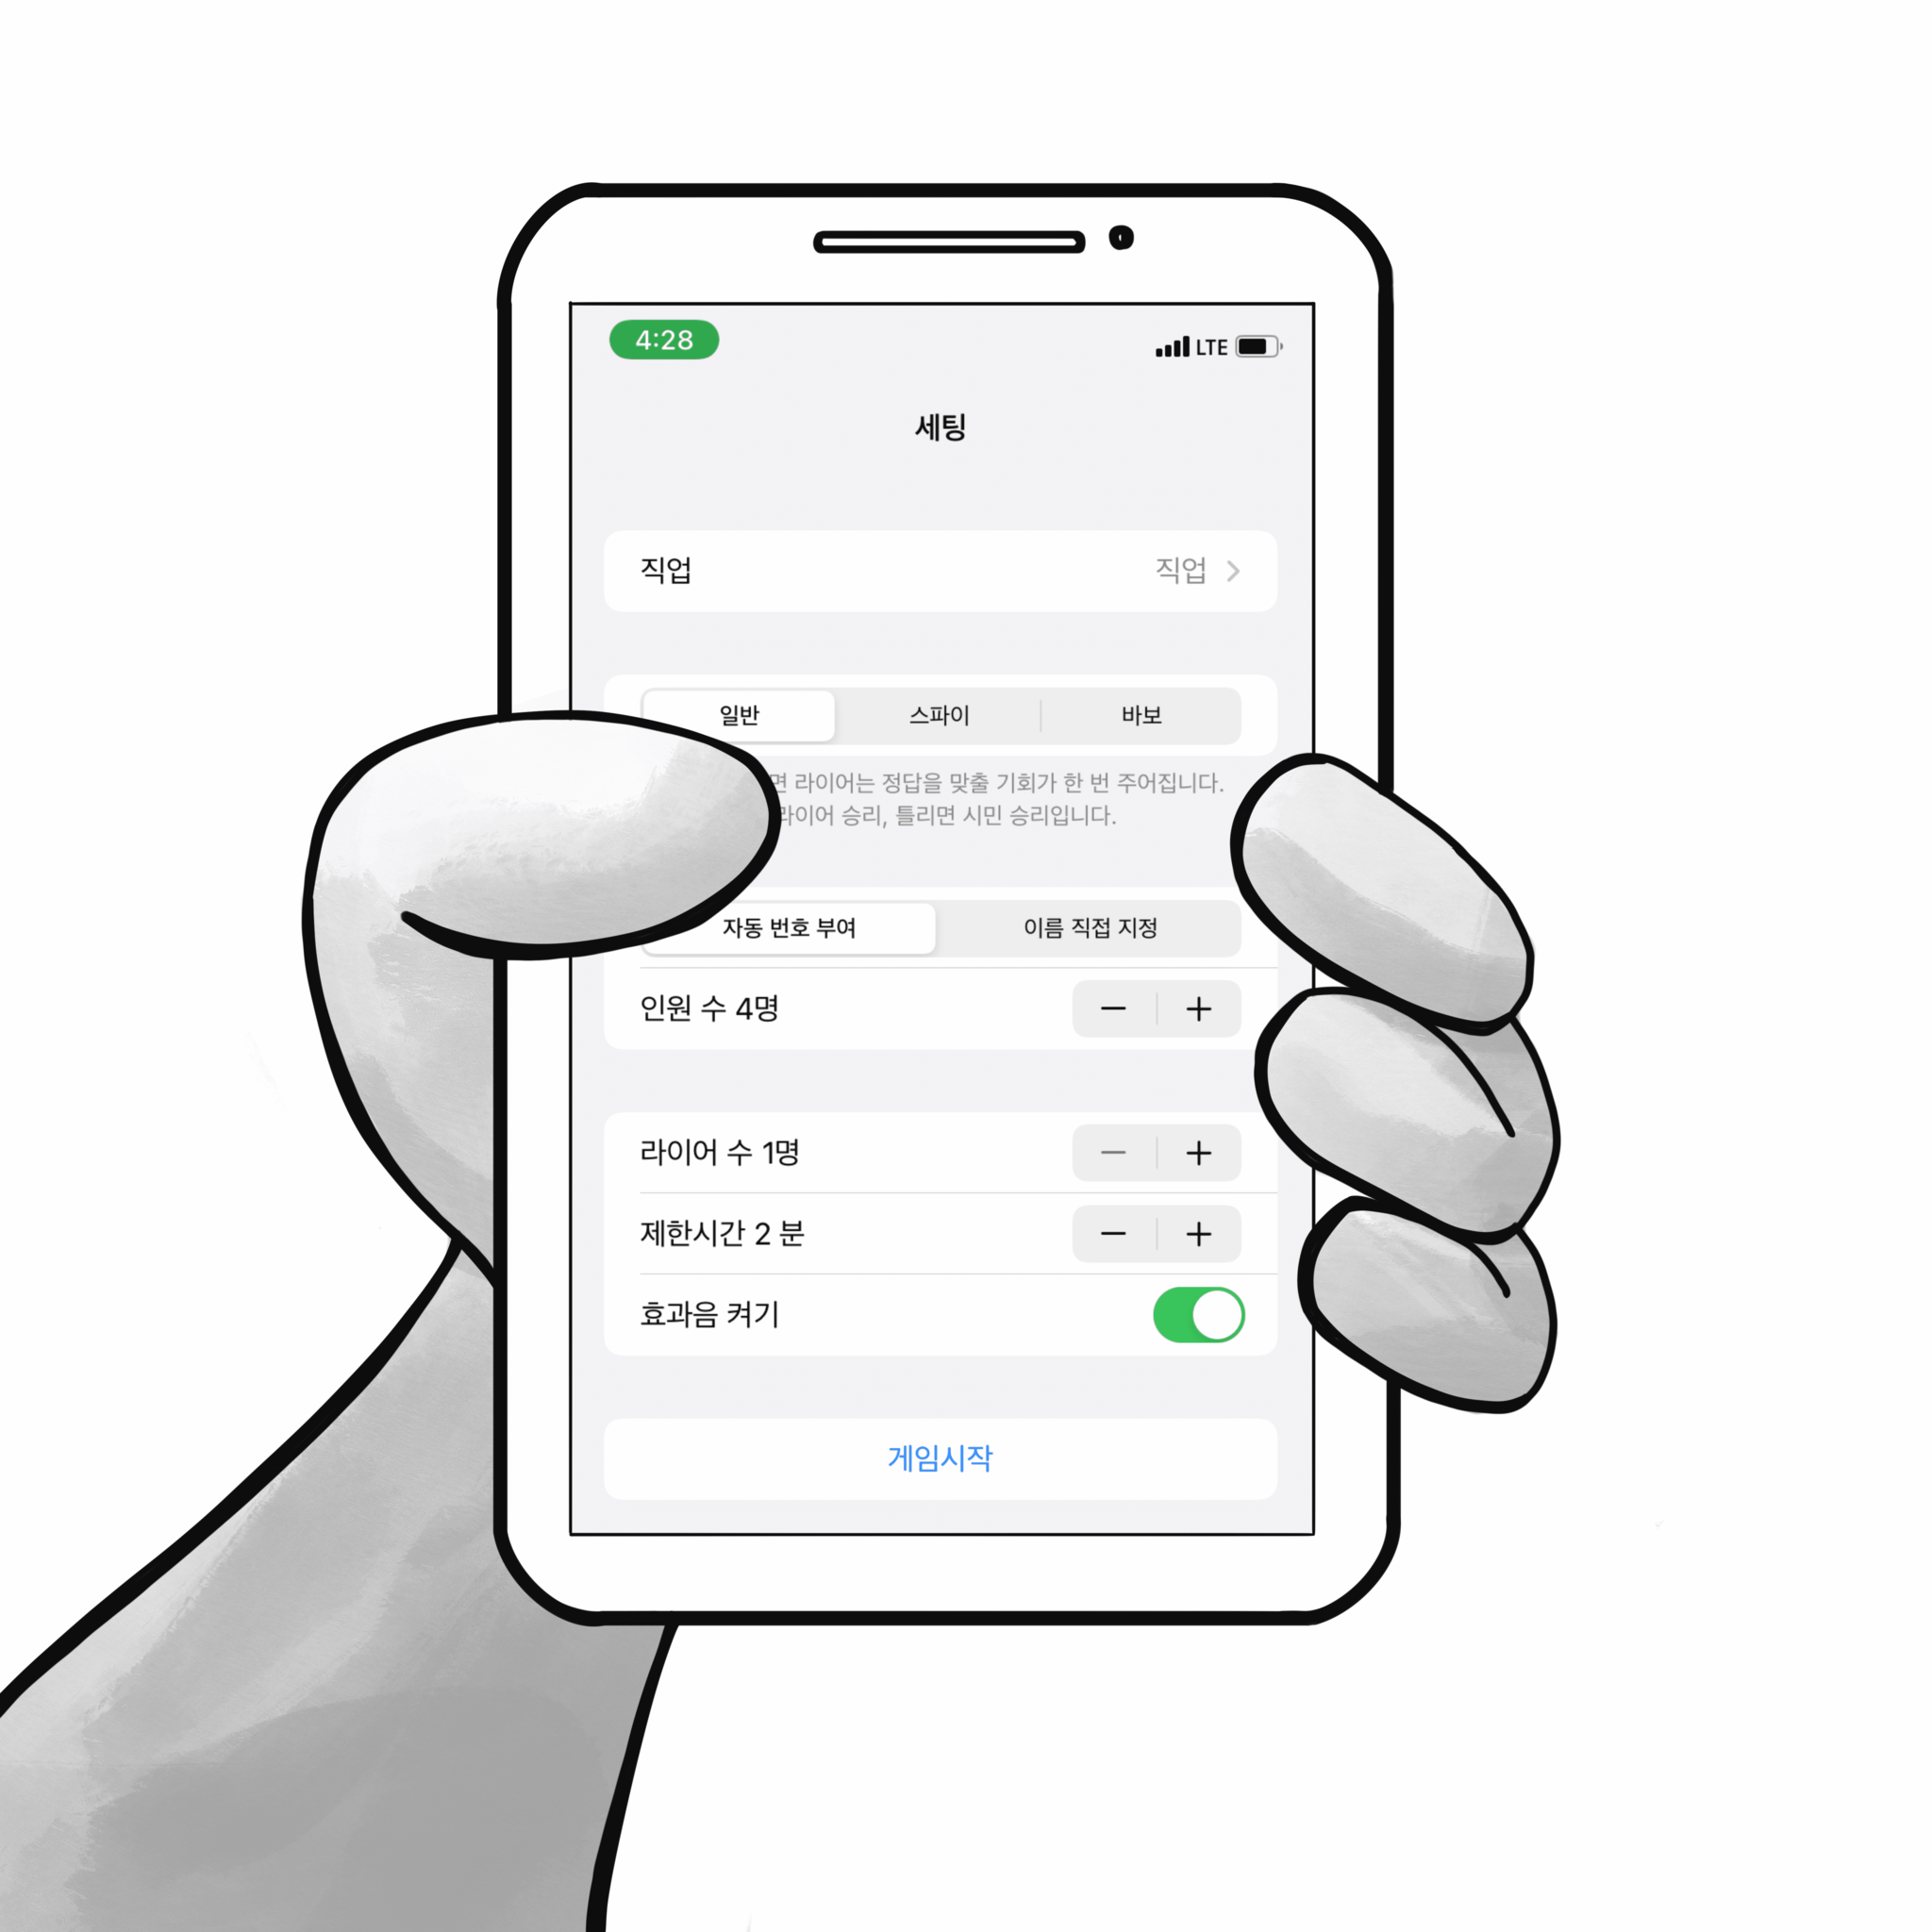 4:28 LTE
세팅
직업 직업
일반 스파이 바보
면 라이어는 정답을 맞출 기회가 한 번 주어집니다.
라이어 승리, 틀리면 시민 승리입니다.
자동 번호 부여 이름 직접 지정
인원 수 4명
라이어 수 1명
제한시간 2 분
효과음 켜기
게임시작